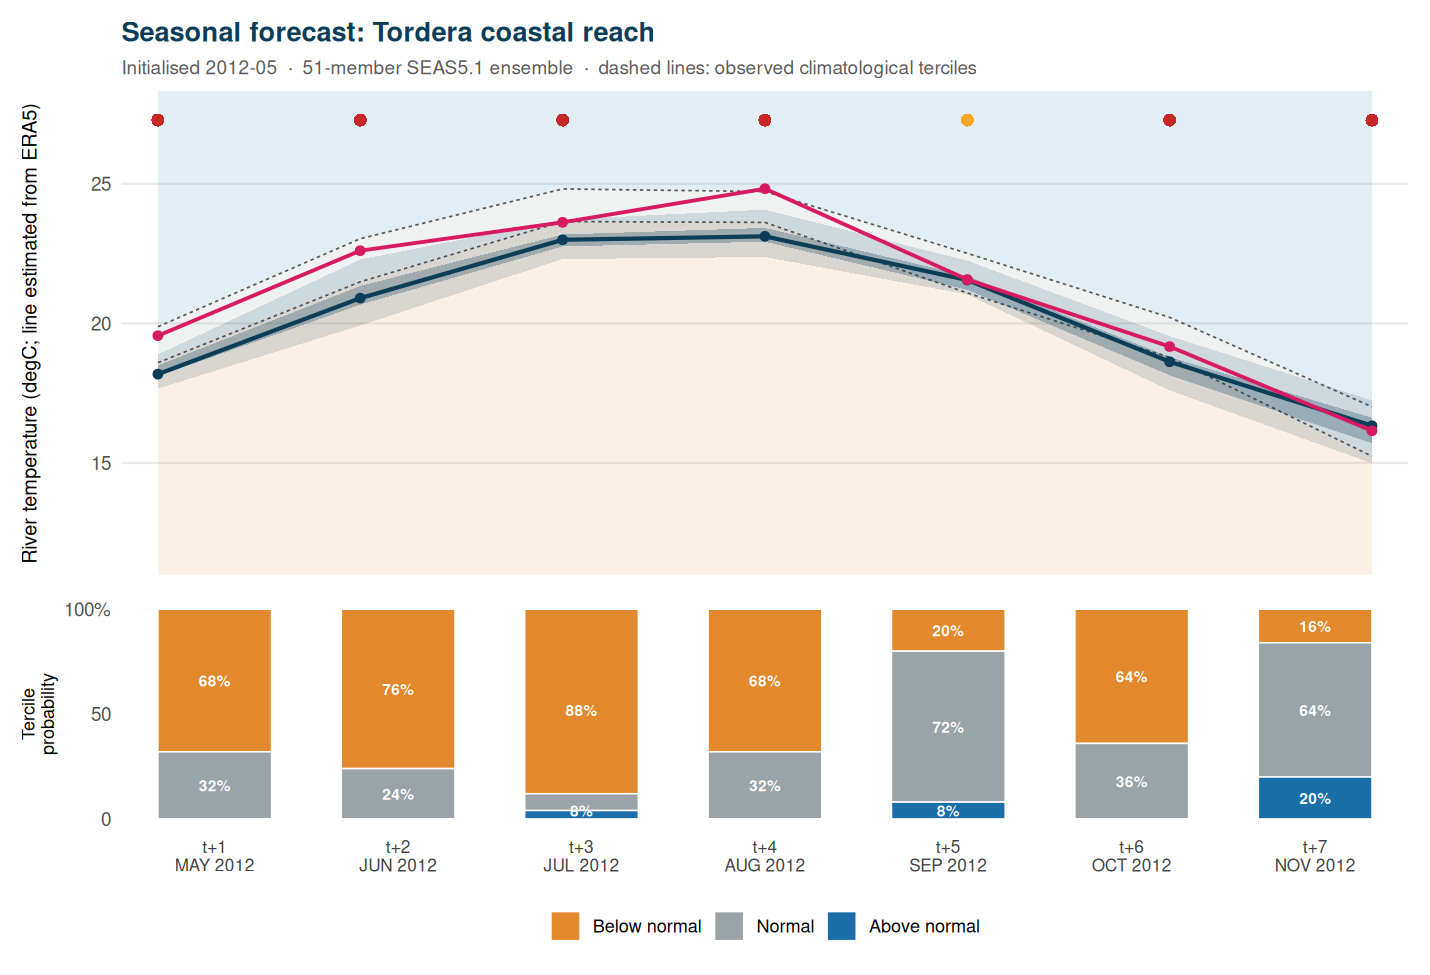 Seasonal forecast: Tordera coastal reach
Initialised 2012-05 · 51-member SEAS5.1 ensemble · dashed lines: observed climatological terciles
River temperature (degC; line estimated from ERA5)
25
20
15
Tercile
probability
100%
50
0
68%
32%
76%
24%
88%
8%
68%
32%
20%
72%
8%
64%
36%
16%
64%
20%
t+1
MAY 2012
t+2
JUN 2012
t+3
JUL 2012
t+4
AUG 2012
t+5
SEP 2012
t+6
OCT 2012
t+7
NOV 2012
Below normal
Normal
Above normal